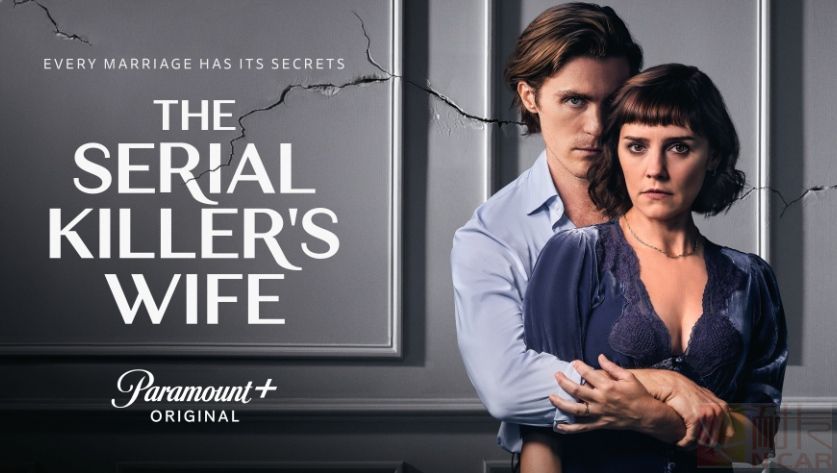 EVERY MARRIAGE HAS ITS SECRETS
THE
SERIAL
KILLER'S
WIFE
Paramount+
ORIGINAL